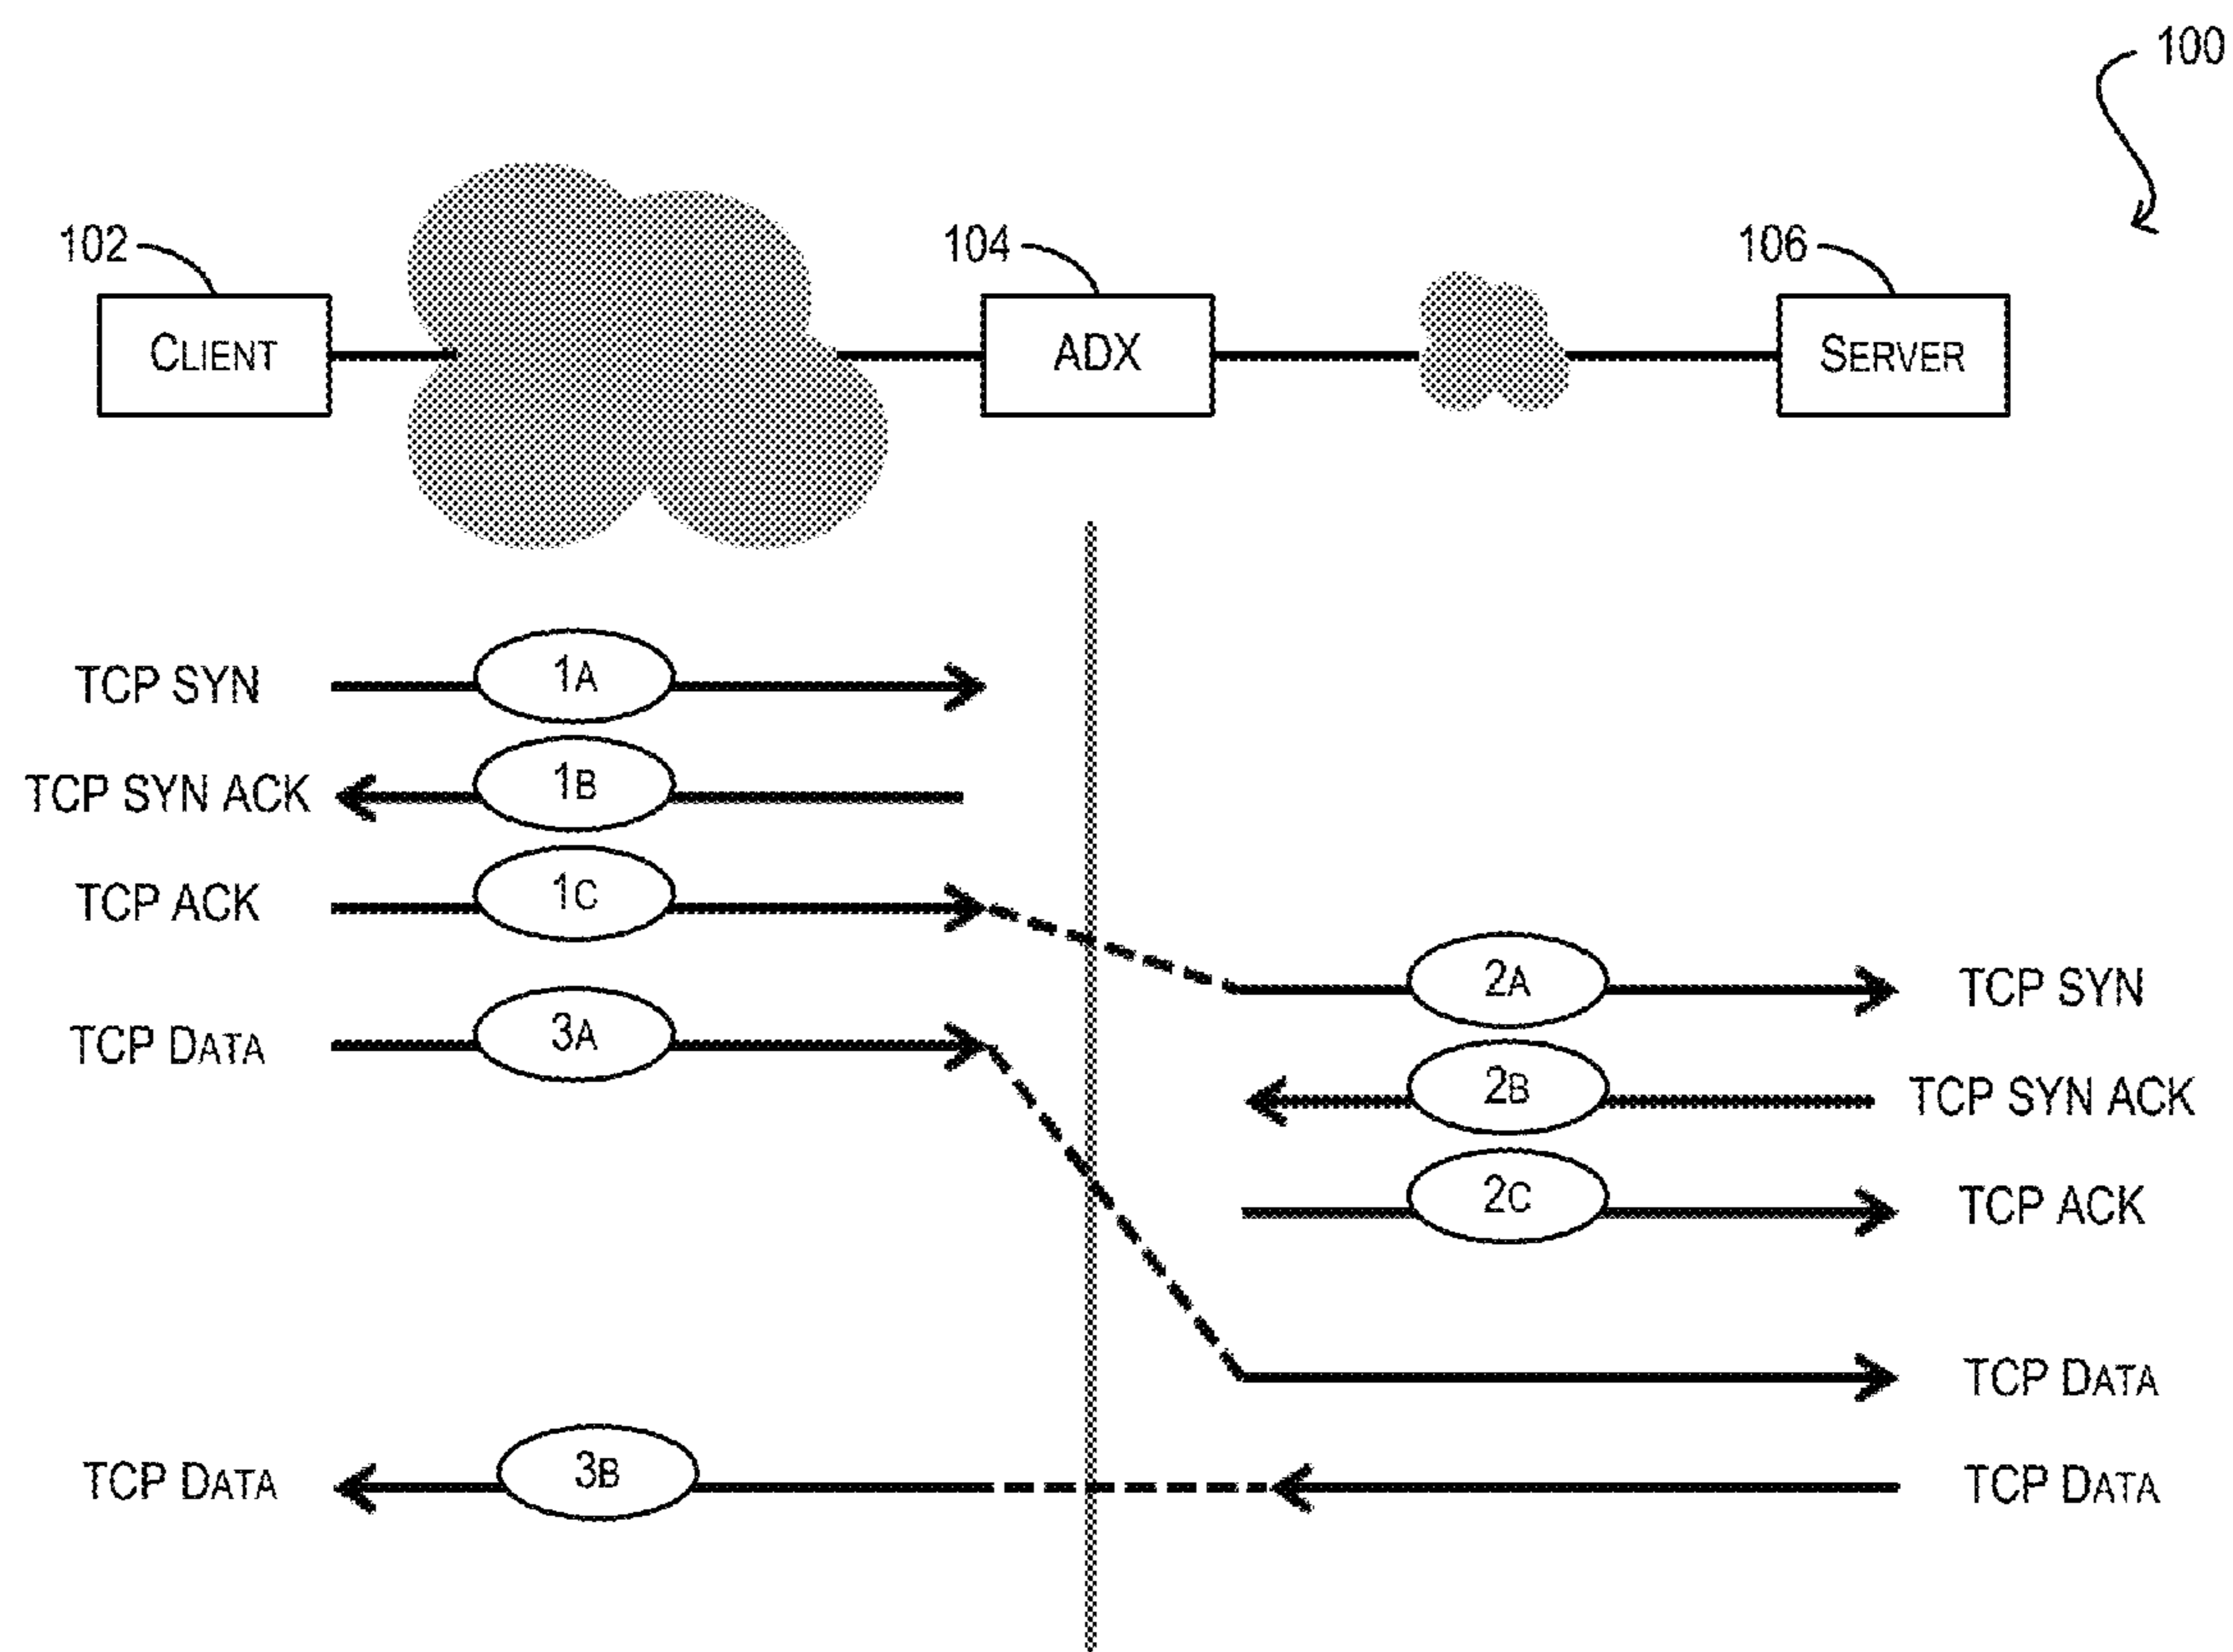 100
102
104
106
CLIENT
ADX
SERVER
TCP SYN
1A
TCP SYN ACK
1B
TCP ACK
1C
2A
TCP SYN
TCP DATA
3A
2B
TCP SYN ACK
2C
TCP ACK
TCP DATA
TCP DATA
3B
TCP DATA